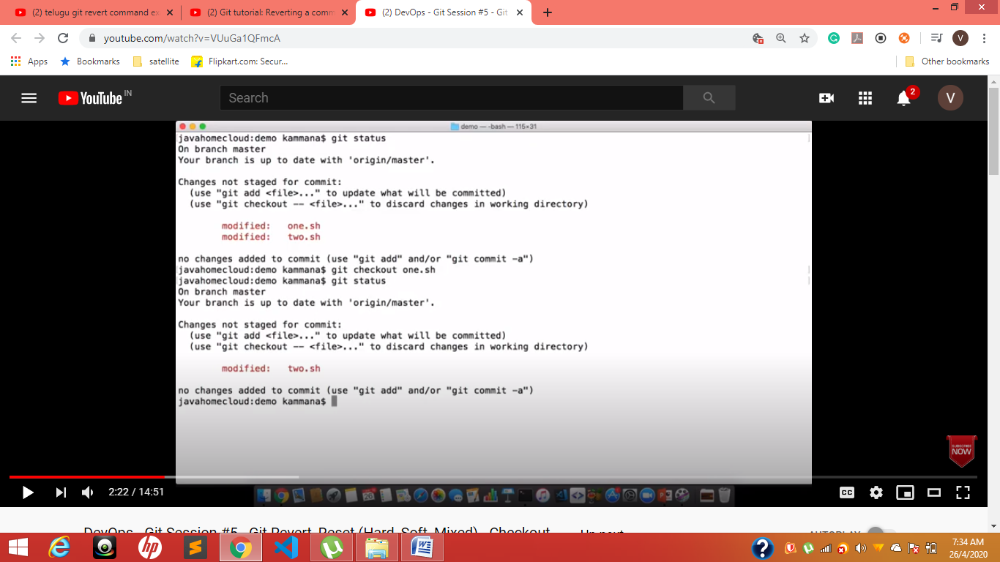 (2) telugu git revert command ex
(2) Git tutorial: Reverting a comm
(2) DevOps - Git Session #5 - Git
youtube.com/watch?v=VUuGa1QFmcA
V
Apps
Bookmarks
satellite
Flipkart.com: Secur...
Other bookmarks
YouTube IN
Search
2
V
demo — -bash — 115×31
javahomecloud:demo kammana$ git status
On branch master
Your branch is up to date with 'origin/master'.
Changes not staged for commit:
(use "git add <file>..." to update what will be committed)
(use "git checkout -- <file>..." to discard changes in working directory)
modified: one.sh
modified: two.sh
no changes added to commit (use "git add" and/or "git commit -a")
javahomecloud:demo kammana$ git checkout one.sh
javahomecloud:demo kammana$ git status
On branch master
Your branch is up to date with 'origin/master'.
Changes not staged for commit:
(use "git add <file>..." to update what will be committed)
(use "git checkout -- <file>..." to discard changes in working directory)
modified: two.sh
no changes added to commit (use "git add" and/or "git commit -a")
javahomecloud:demo kammana$
SUBSCRIBE
NOW
2:22 / 14:51
CC
DevOps - Git Session #5 - Git Revert, Reset (Hard, Soft, Mixed) - Checkout
Up next
AUTOPLAY
hp
7:34 AM
26/4/2020